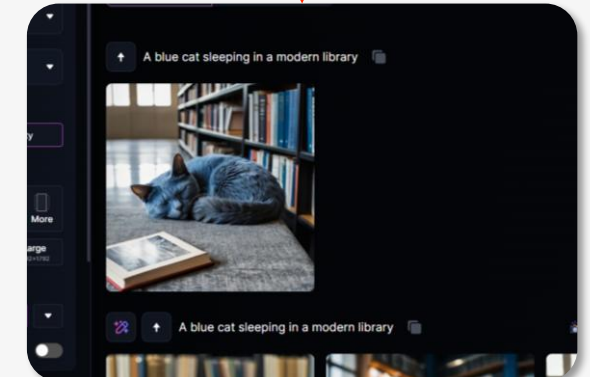 A blue cat sleeping in a modern library
y
More
arge
A blue cat sleeping in a modern library